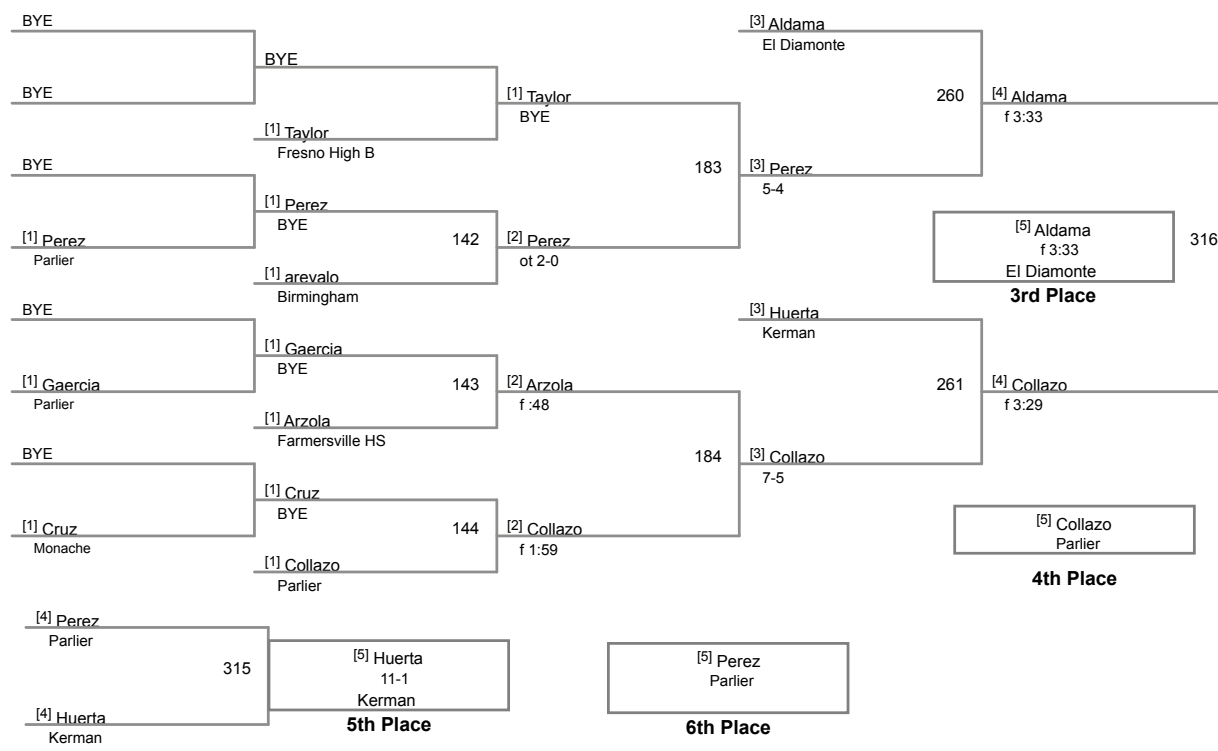 BYE
BYE
BYE
[1] Taylor
Fresno High B
[1] Taylor
BYE
BYE
[1] Perez
Parlier
[1] Perez
BYE
142
[1] arevalo
Birmingham
[2] Perez
ot 2-0
183
[3] Perez
5-4
[3] Aldama
El Diamonte
260
[4] Aldama
f 3:33
[5] Aldama
f 3:33
El Diamonte
3rd Place
316
BYE
[1] Gaercia
Parlier
[1] Gaercia
BYE
143
[1] Arzola
Farmersville HS
[2] Arzola
f :48
BYE
[1] Cruz
Monache
[1] Cruz
BYE
144
[1] Collazo
Parlier
[2] Collazo
f 1:59
184
[3] Collazo
7-5
[3] Huerta
Kerman
261
[4] Collazo
f 3:29
[5] Collazo
Parlier
4th Place
[4] Perez
Parlier
315
[4] Huerta
Kerman
[5] Huerta
11-1
Kerman
5th Place
[5] Perez
Parlier
6th Place